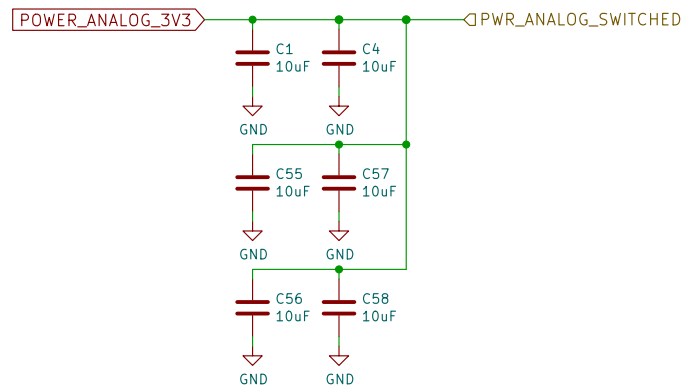 POWER_ANALOG_3V3 PWR_ANALOG_SWITCHED
C1 C4
10uF 10uF
GND GND
C55 C57
10uF 10uF
GND GND
C56 C58
10uF 10uF
GND GND